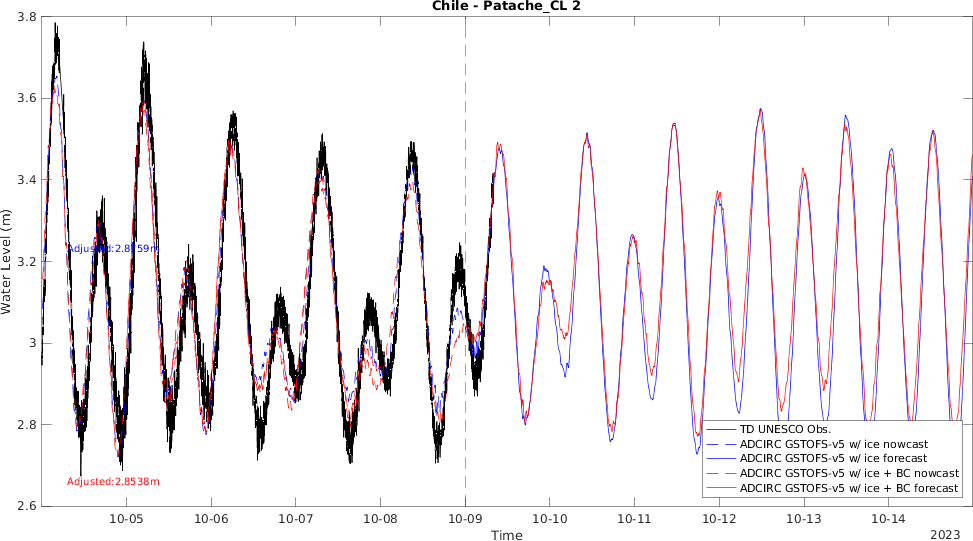 Chile - Patache_CL 2
3.8
3.6
3.4
3.2
3
2.8
2.6
Water Level (m)
Adjusted:2.8559m
Adjusted:2.8538m
TD UNESCO Obs.
ADCIRC GSTOFS-v5 w/ ice nowcast
ADCIRC GSTOFS-v5 w/ ice forecast
ADCIRC GSTOFS-v5 w/ ice + BC nowcast
ADCIRC GSTOFS-v5 w/ ice + BC forecast
10-05 10-06 10-07 10-08 10-09 10-10 10-11 10-12 10-13 10-14
Time
2023